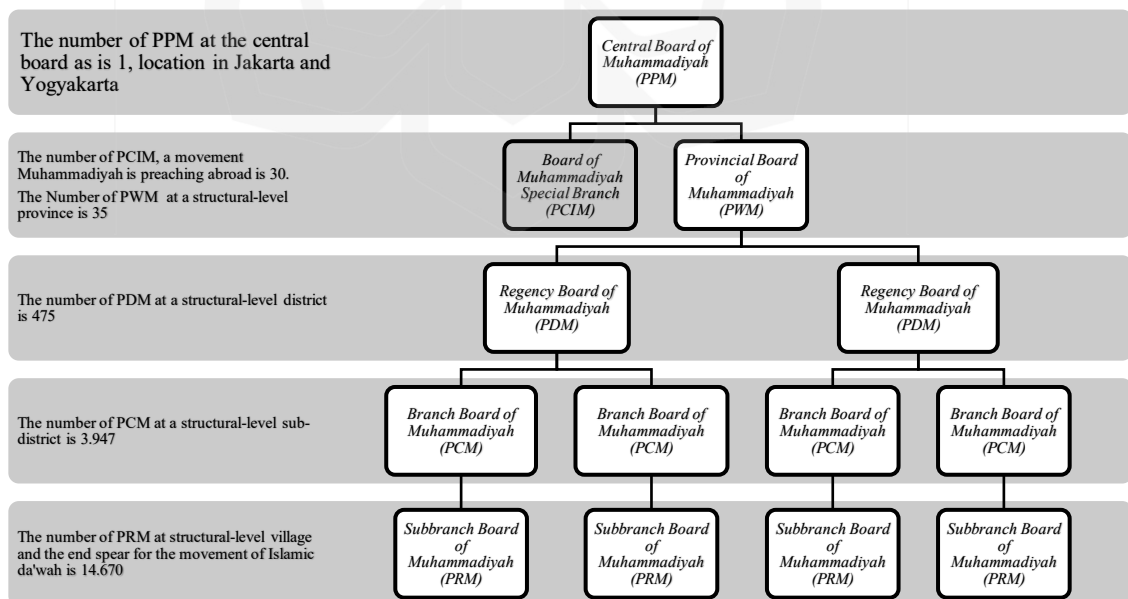 The number of PPM at the central
board as is 1, location in Jakarta and
Yogyakarta
Central Board of
Muhammadiyah
(PPM)
The number of PCIM, a movement
Muhammadiyah is preaching abroad is 30.
The Number of PWM at a structural-level
province is 35
Board of
Muhammadiyah
Special Branch
(PCIM)
Provincial Board
of
Muhammadiyah
(PWM)
The number of PDM at a structural-level district
is 475
Regency Board of
Muhammadiyah
(PDM)
Regency Board of
Muhammadiyah
(PDM)
The number of PCM at a structural-level sub-
district is 3.947
Branch Board of
Muhammadiyah
(PCM)
Branch Board of
Muhammadiyah
(PCM)
Branch Board of
Muhammadiyah
(PCM)
Branch Board of
Muhammadiyah
(PCM)
The number of PRM at structural-level village
and the end spear for the movement of Islamic
da'wah is 14.670
Subbranch Board
of
Muhammadiyah
(PRM)
Subbranch Board
of
Muhammadiyah
(PRM)
Subbranch Board
of
Muhammadiyah
(PRM)
Subbranch Board
of
Muhammadiyah
(PRM)